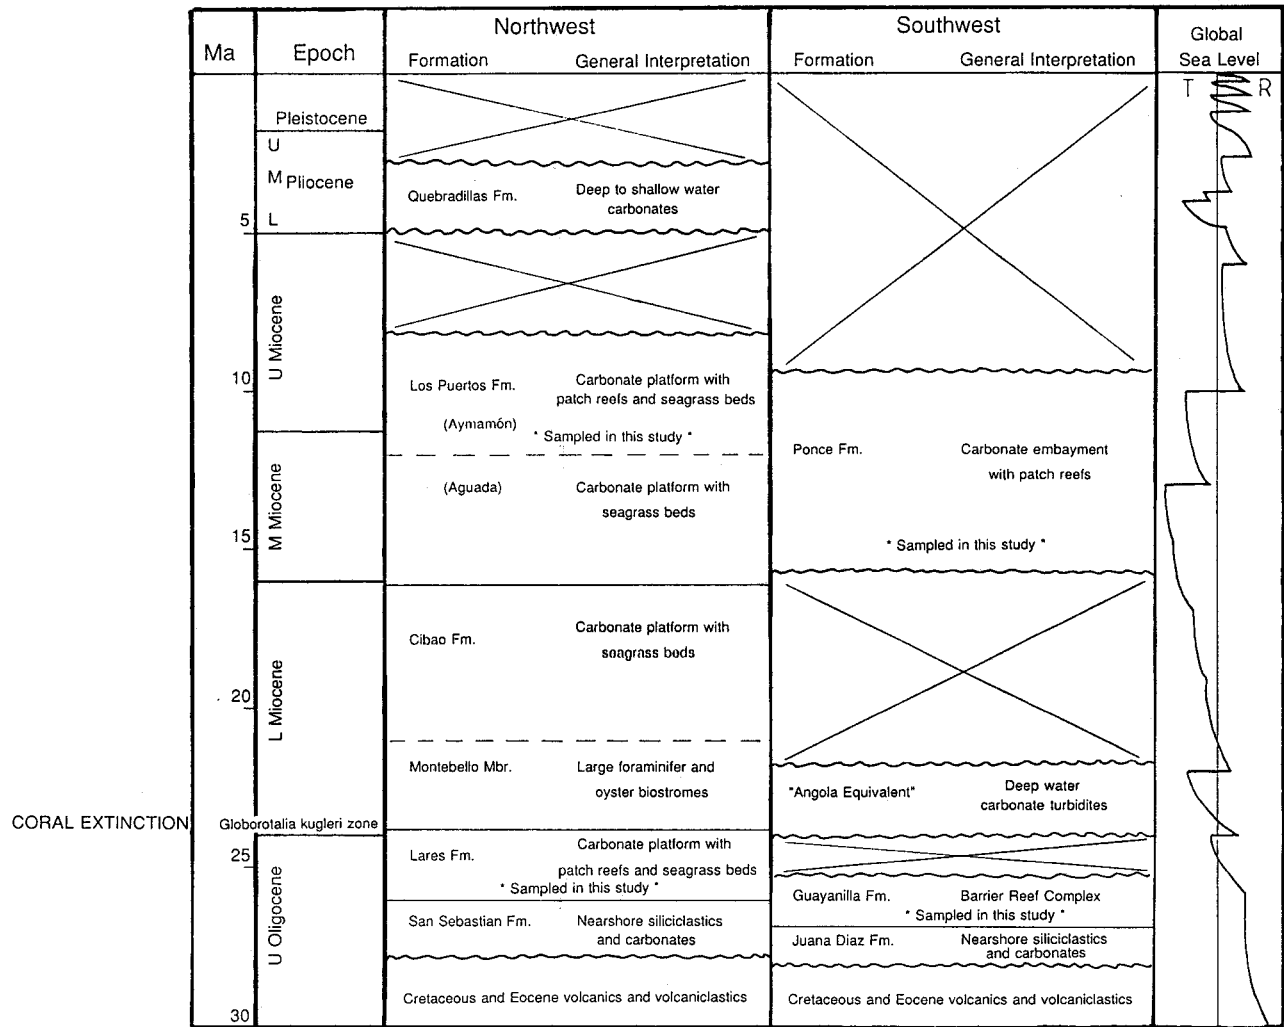 Northwest
Southwest
Global
Sea Level
Ma
Epoch
Formation
General Interpretation
Formation
General Interpretation
T
R
Pleistocene
U
M Pliocene
L
5
Quebradillas Fm.
Deep to shallow water
carbonates
U Miocene
10
Los Puertos Fm.
Carbonate platform with
patch reefs and seagrass beds
(Aymamón)
* Sampled in this study *
(Aguada)
Carbonate platform with
seagrass beds
Ponce Fm.
Carbonate embayment
with patch reefs
* Sampled in this study *
15
M Miocene
Cibao Fm.
Carbonate platform with
seagrass beds
20
L Miocene
Montebello Mbr.
Large foraminifer and
oyster biostromes
"Angola Equivalent"
Deep water
carbonate turbidites
CORAL EXTINCTION
Globorotalia kugleri zone
25
Lares Fm.
Carbonate platform with
patch reefs and seagrass beds
* Sampled in this study *
Guayanilla Fm.
Barrier Reef Complex
* Sampled in this study *
U Oligocene
San Sebastian Fm.
Nearshore siliciclastics
and carbonates
Juana Diaz Fm.
Nearshore siliciclastics
and carbonates
Cretaceous and Eocene volcanics and volcaniclastics
Cretaceous and Eocene volcanics and volcaniclastics
30